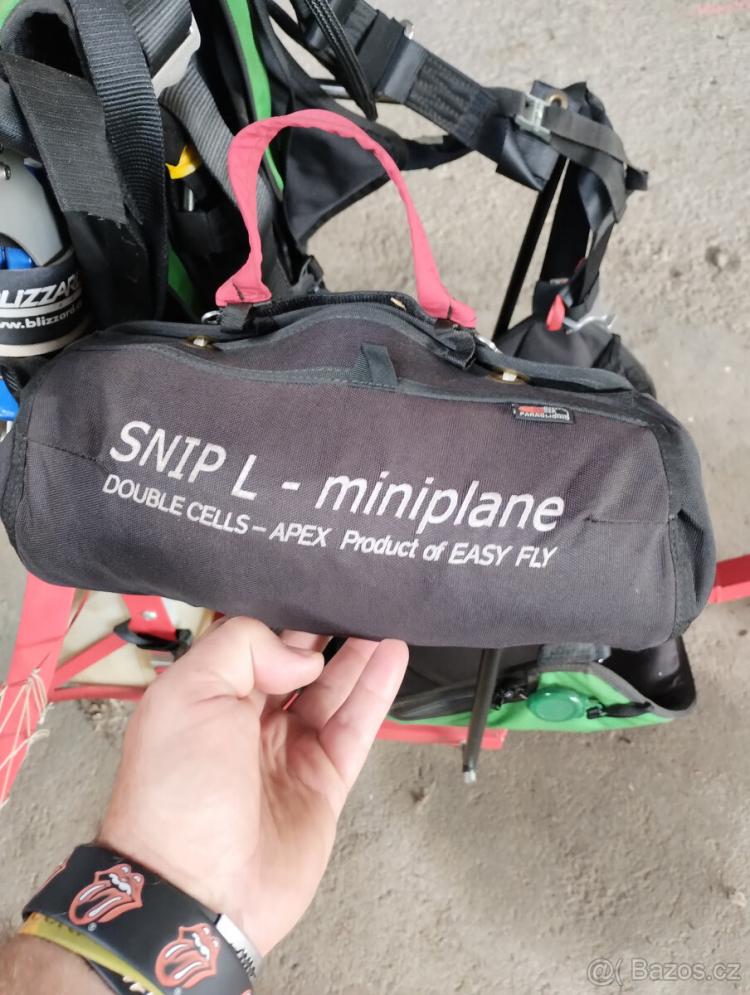 BLIZZARD
www.blizzard.
SNIP L - miniplane
DOUBLE CELLS – APEX Product of EASY FLY
@( Bazos.cz